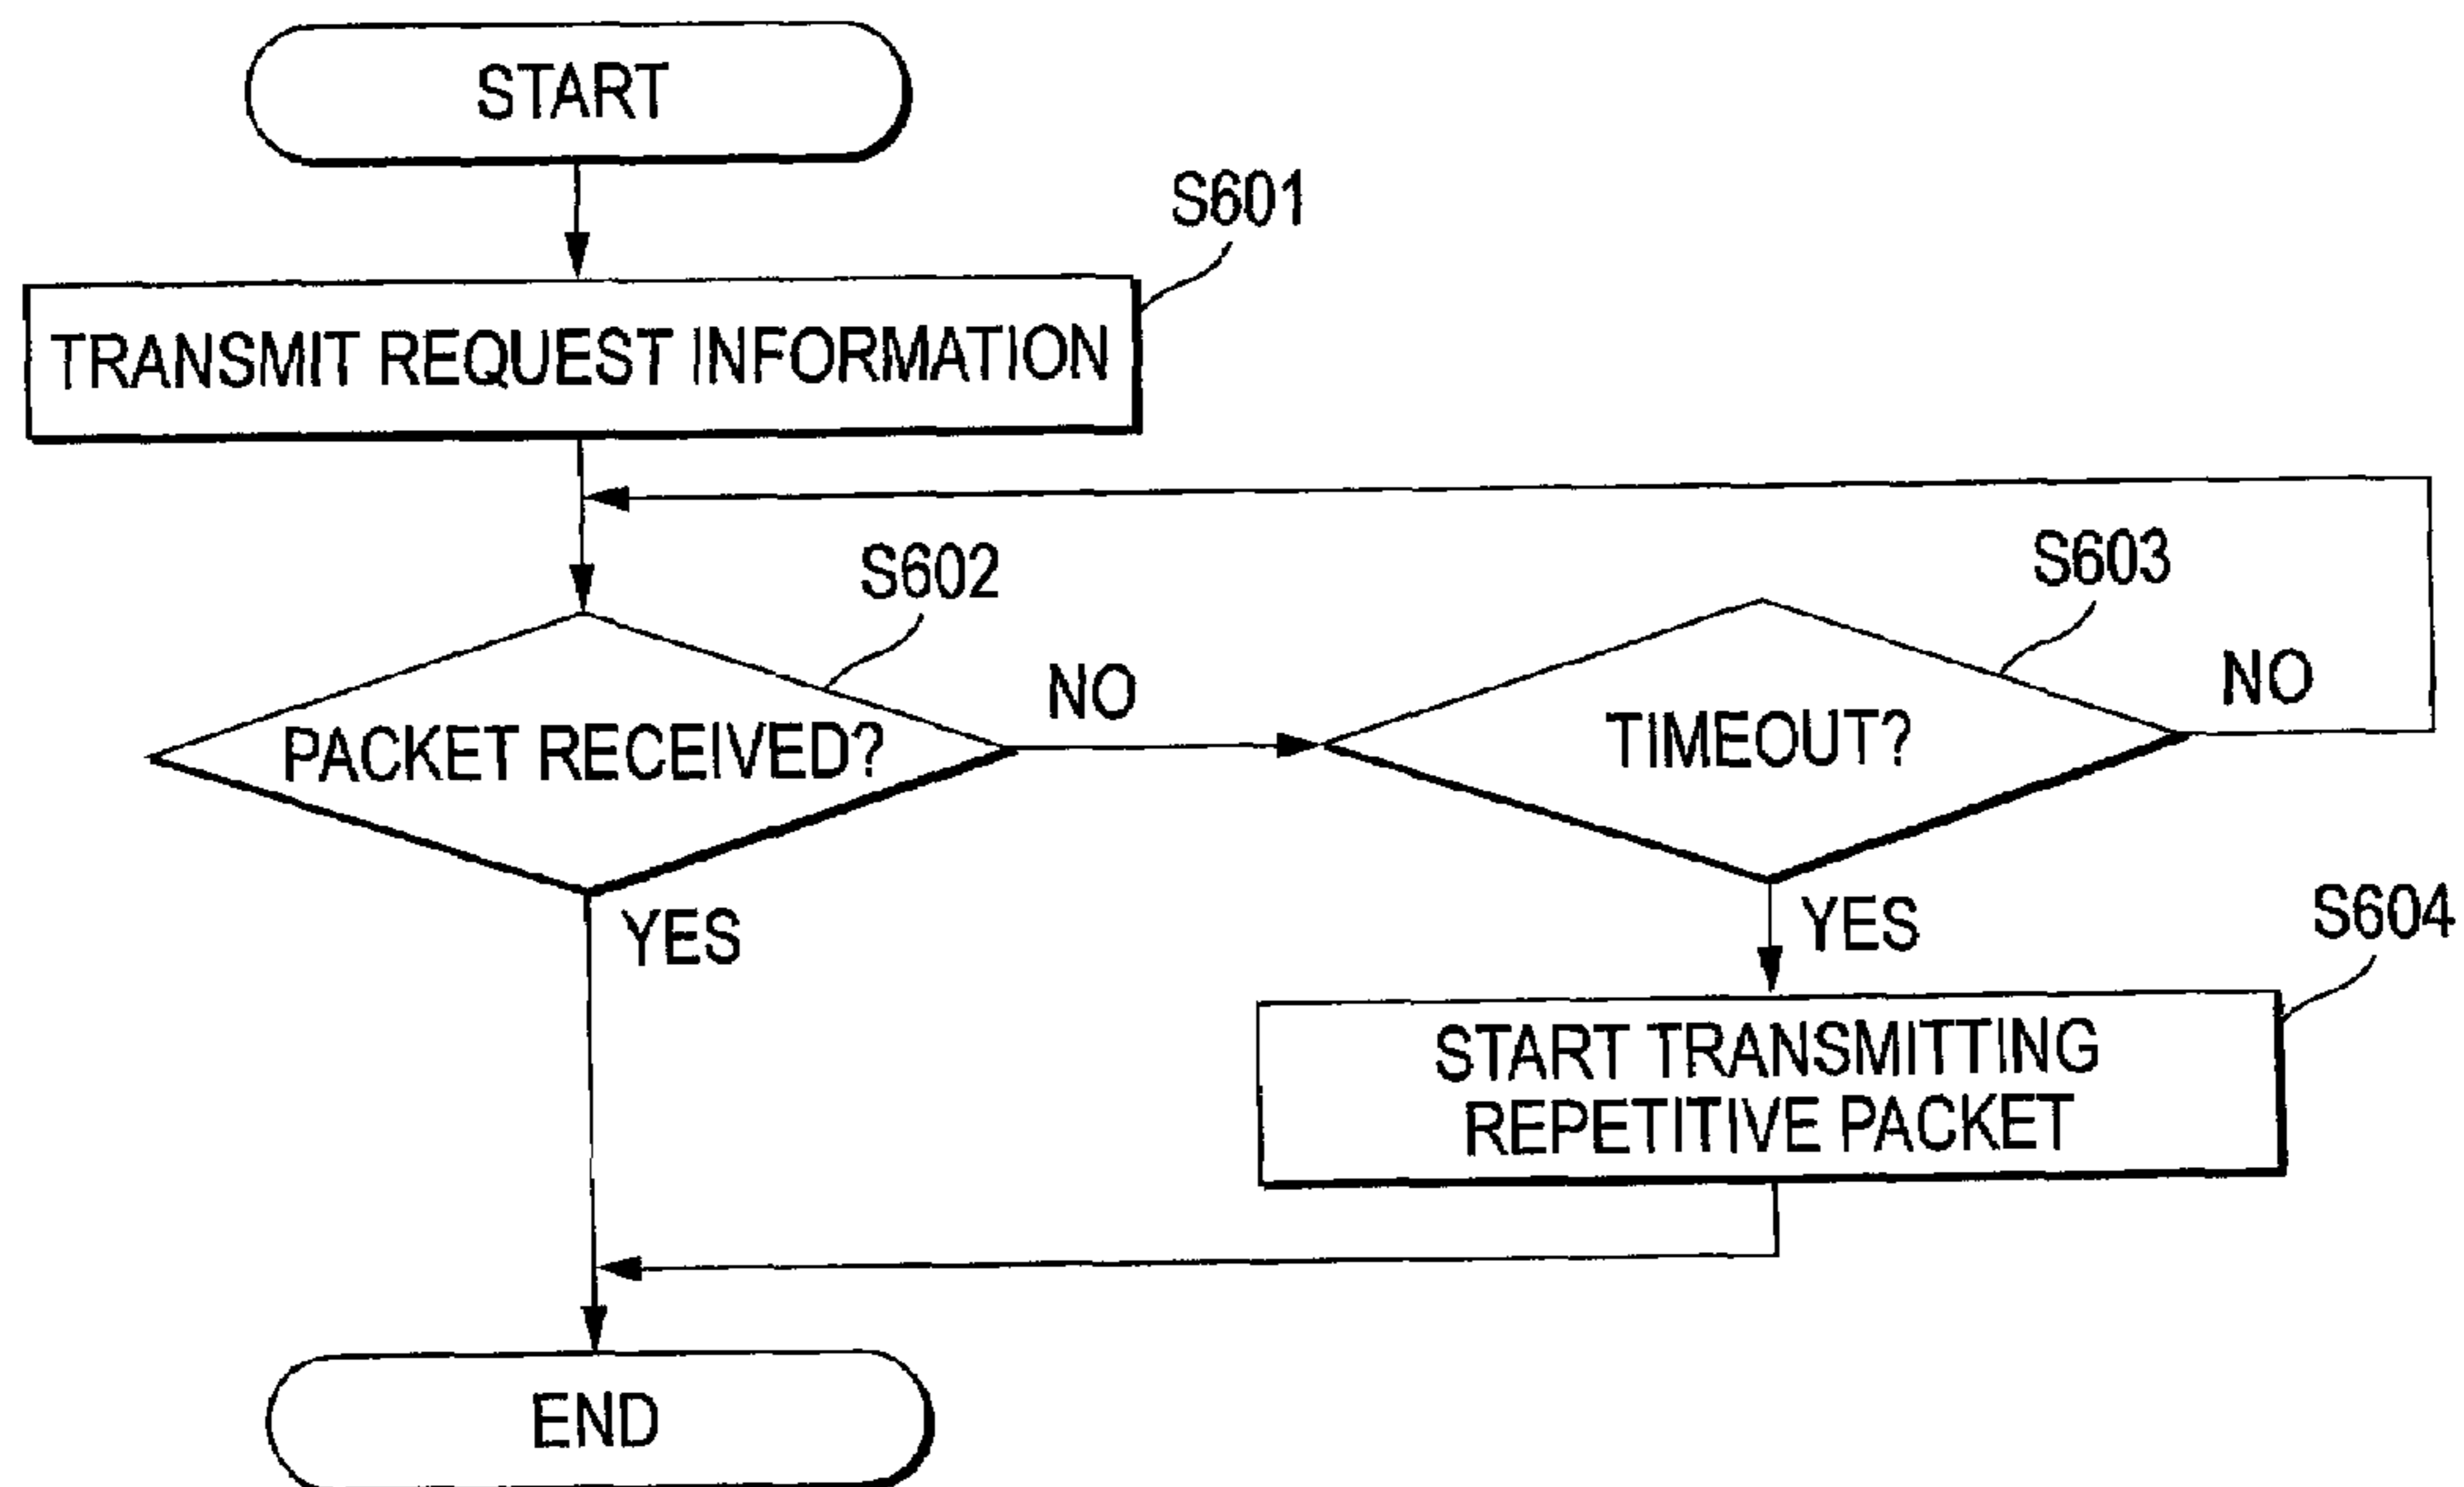 START
S601
TRANSMIT REQUEST INFORMATION
S602
S603
NO
NO
PACKET RECEIVED?
TIMEOUT?
YES
YES
S604
START TRANSMITTING
REPETITIVE PACKET
END